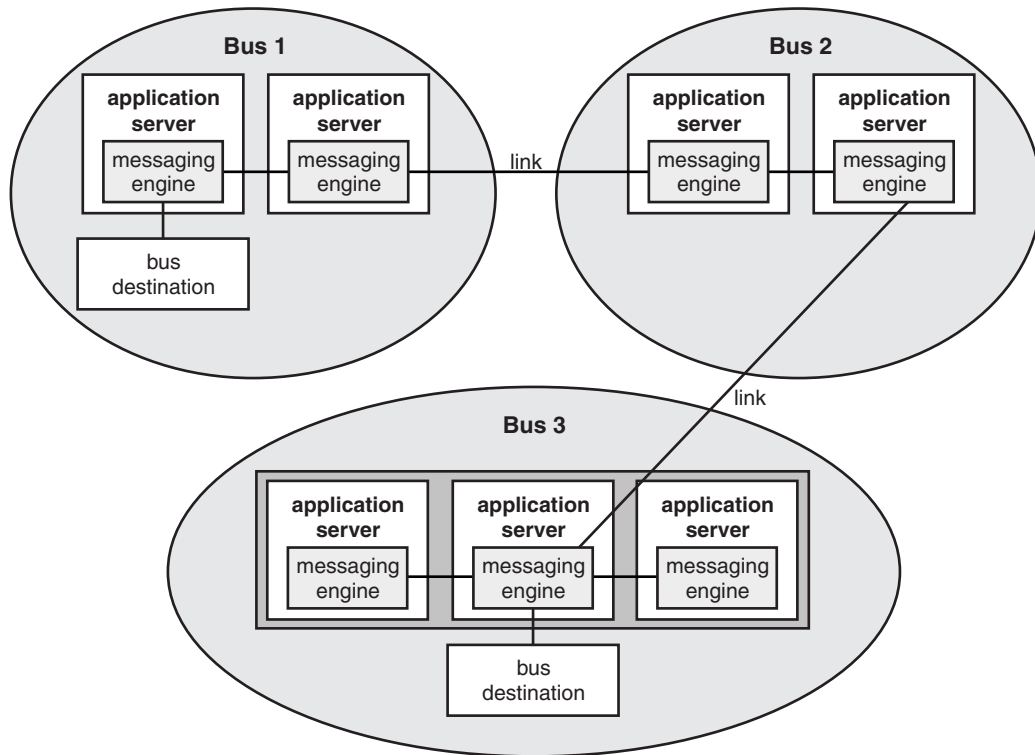 Bus 1
application
server
messaging
engine
application
server
messaging
engine
bus
destination
link
Bus 2
application
server
messaging
engine
application
server
messaging
engine
link
Bus 3
application
server
messaging
engine
application
server
messaging
engine
application
server
messaging
engine
bus
destination